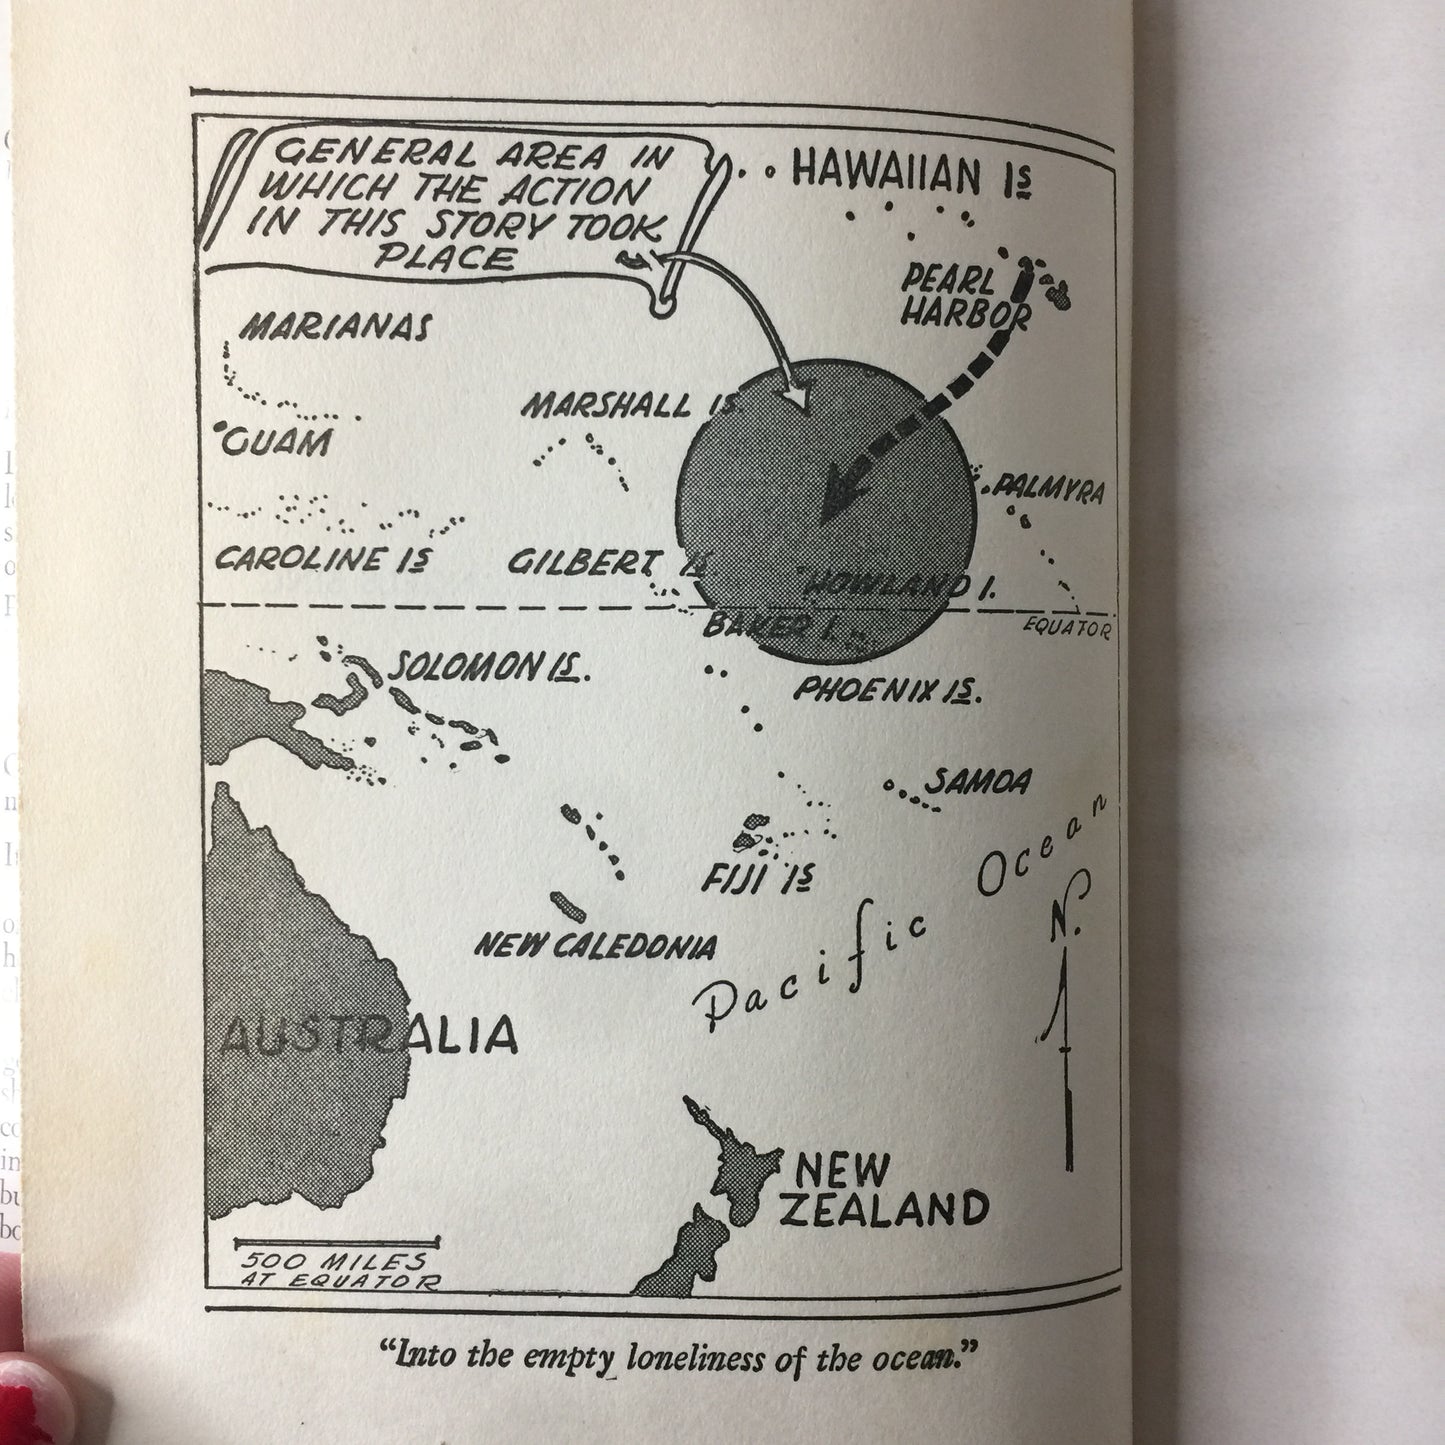 GENERAL AREA IN
WHICH THE ACTION
IN THIS STORY TOOK
PLACE
HAWAIIAN IS
PEARL
HARBOR
MARIANAS
MARSHALL IS.
GUAM
PALMYRA
CAROLINE IS
GILBERT IS.
HOWLAND I.
EQUATOR
BAKER I.
SOLOMON IS.
PHOENIX IS.
SAMOA
FIJI IS
NEW CALEDONIA
Pacific Ocean
N.
AUSTRALIA
NEW
ZEALAND
500 MILES
AT EQUATOR
"Into the empty loneliness of the ocean."